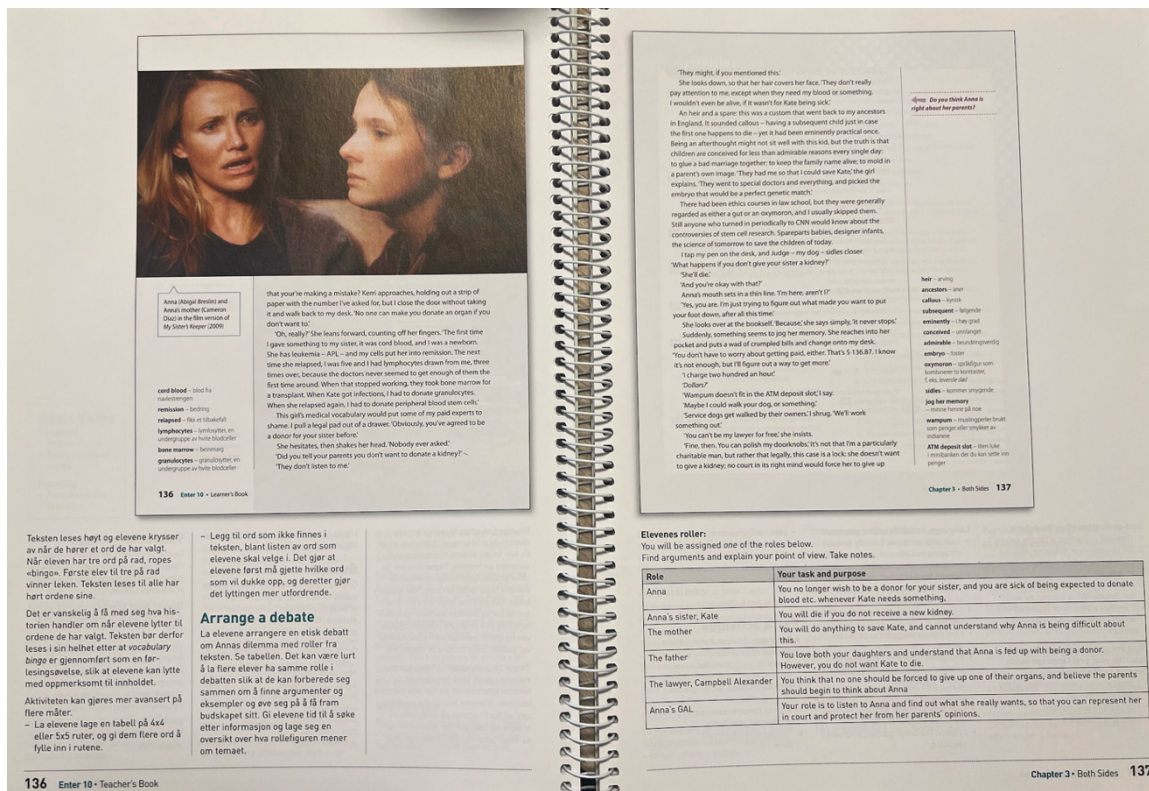 Anna (Abigail Breslin) and
Anna's mother (Cameron
Diaz) in the film version of
My Sister's Keeper (2009)
cord blood – blod fra
navlestrengen
remission – bedring
relapsed – fikk et tilbakefall
lymphocytes – lymfosytter, en
undergruppe av hvite blodceller
bone marrow – beinmarg
granulocytes – granulosytter, en
undergruppe av hvite blodceller
that you're making a mistake? Kerri approaches, holding out a strip of
paper with the number I've asked for, but I close the door without taking
it and walk back to my desk. 'No one can make you donate an organ if you
don't want to.'
'Oh, really?' She leans forward, counting off her fingers. 'The first time
I gave something to my sister, it was cord blood, and I was a newborn.
She has leukemia – APL – and my cells put her into remission. The next
time she relapsed, I was five and I had lymphocytes drawn from me, three
times over, because the doctors never seemed to get enough of them the
first time around. When that stopped working, they took bone marrow for
a transplant. When Kate got infections, I had to donate granulocytes.
When she relapsed again, I had to donate peripheral blood stem cells.'
This girl's medical vocabulary would put some of my paid experts to
shame. I pull a legal pad out of a drawer. 'Obviously, you've agreed to be
a donor for your sister before.'
She hesitates, then shakes her head. 'Nobody ever asked.'
'Did you tell your parents you don't want to donate a kidney?'
'They don't listen to me.'
136 Enter 10 • Learner's Book
Teksten leses høyt og elevene krysser
av når de hører et ord de har valgt.
Når eleven har tre ord på rad, ropes
«bingo». Første elev til tre på rad
vinner leken. Teksten leses til alle har
hørt ordene sine.
Det er vanskelig å få med seg hva his-
torien handler om når elevene lytter til
ordene de har valgt. Teksten bør derfor
leses i sin helhet etter at vocabulary
bingo er gjennomført som en før-
lesingsøvelse, slik at elevene kan lytte
med oppmerksomt til innholdet.
Aktiviteten kan gjøres mer avansert på
flere måter.
– La elevene lage en tabell på 4x4
eller 5x5 ruter, og gi dem flere ord å
fylle inn i rutene.
– Legg til ord som ikke finnes i
teksten, blant listen av ord som
elevene skal velge i. Det gjør at
elevene først må gjette hvilke ord
som vil dukke opp, og deretter gjør
det lyttingen mer utfordrende.
Arrange a debate
La elevene arrangere en etisk debatt
om Annas dilemma med roller fra
teksten. Se tabellen. Det kan være lurt
å la flere elever ha samme rolle i
debatten slik at de kan forberede seg
sammen om å finne argumenter og
eksempler og øve seg på å få fram
budskapet sitt. Gi elevene tid til å søke
etter informasjon og lage seg en
oversikt over hva rollefiguren mener
om temaet.
136 Enter 10 • Teacher's Book
'They might, if you mentioned this.'
She looks down, so that her hair covers her face. 'They don't really
pay attention to me, except when they need my blood or something.
I wouldn't even be alive, if it wasn't for Kate being sick.'
An heir and a spare: this was a custom that went back to my ancestors
in England. It sounded callous – having a subsequent child just in case
the first one happens to die – yet it had been eminently practical once.
Being an afterthought might not sit well with this kid, but the truth is that
children are conceived for less than admirable reasons every single day:
to glue a bad marriage together; to keep the family name alive; to mold in
a parent's own image. 'They had me so that I could save Kate,' the girl
explains. 'They went to special doctors and everything, and picked the
embryo that would be a perfect genetic match.'
There had been ethics courses in law school, but they were generally
regarded as either a gut or an oxymoron, and I usually skipped them.
Still anyone who turned in periodically to CNN would know about the
controversies of stem cell research. Spareparts babies, designer infants,
the science of tomorrow to save the children of today.
I tap my pen on the desk, and Judge – my dog – sidles closer.
'What happens if you don't give your sister a kidney?'
'She'll die.'
'And you're okay with that?'
Anna's mouth sets in a thin line. 'I'm here, aren't I?'
'Yes, you are. I'm just trying to figure out what made you want to put
your foot down, after all this time.'
She looks over at the bookself. 'Because,' she says simply, 'it never stops.'
Suddenly, something seems to jog her memory. She reaches into her
pocket and puts a wad of crumpled bills and change onto my desk.
'You don't have to worry about getting paid, either. That's $ 136.87. I know
it's not enough, but I'll figure out a way to get more.'
'I charge two hundred an hour.'
'Dollars?'
'Wampum doesn't fit in the ATM deposit slot,' I say.
'Maybe I could walk your dog, or something.'
'Service dogs get walked by their owners.' I shrug. 'We'll work
something out.'
'You can't be my lawyer for free,' she insists.
'Fine, then. You can polish my doorknobs.' It's not that I'm a particularly
charitable man, but rather that legally, this case is a lock: she doesn't want
to give a kidney; no court in its right mind would force her to give up
Do you think Anna is
right about her parents?
heir – arving
ancestors – aner
callous – kynisk
subsequent – følgende
eminently – i høy grad
conceived – unnfanget
admirable – beundringsverdig
embryo – foster
oxymoron – språkfigur som
kombinerer to kontraster,
f. eks. levende død
sidles – kommer smygende
jog her memory
– minne henne på noe
wampum – muslingperler brukt
som penger eller smykker av
indianere
ATM deposit slot – liten luke
i minibanken der du kan sette inn
penger
Chapter 3 • Both Sides 137
Elevenes roller:
You will be assigned one of the roles below.
Find arguments and explain your point of view. Take notes.
Role Your task and purpose
Anna You no longer wish to be a donor for your sister, and you are sick of being expected to donate
blood etc. whenever Kate needs something.
Anna's sister, Kate You will die if you do not receive a new kidney.
The mother You will do anything to save Kate, and cannot understand why Anna is being difficult about
this.
The father You love both your daughters and understand that Anna is fed up with being a donor.
However, you do not want Kate to die.
The lawyer, Campbell Alexander You think that no one should be forced to give up one of their organs, and believe the parents
should begin to think about Anna
Anna's GAL Your role is to listen to Anna and find out what she really wants, so that you can represent her
in court and protect her from her parents' opinions.
Chapter 3 • Both Sides 137